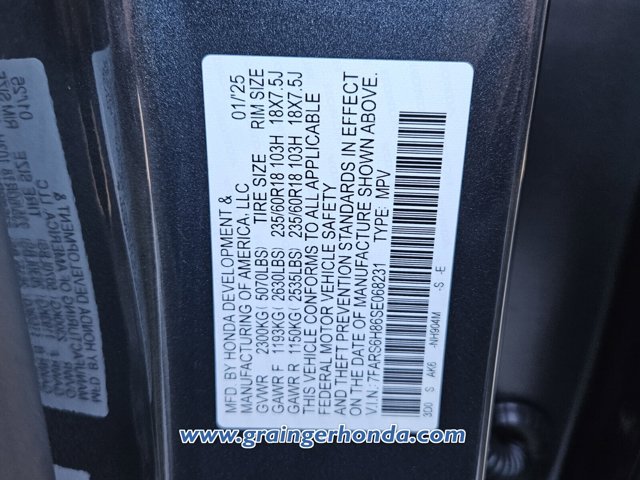 MFD. BY HONDA DEVELOPMENT &
MANUFACTURING OF AMERICA, LLC 01/'25
GVWR 2300KG ( 5070LBS) TIRE SIZE RIM SIZE
GAWR F 1193KG ( 2630LBS) 235/60R18 103H 18X7.5J
GAWR R 1150KG ( 2535LBS) 235/60R18 103H 18X7.5J
THIS VEHICLE CONFORMS TO ALL APPLICABLE
FEDERAL MOTOR VEHICLE SAFETY
AND THEFT PREVENTION STANDARDS IN EFFECT
ON THE DATE OF MANUFACTURE SHOWN ABOVE.
V.I.N.: 7FARS6H86SE068231 TYPE: MPV
300 S AK6 -NH904M -S -E
www.graingerhonda.com